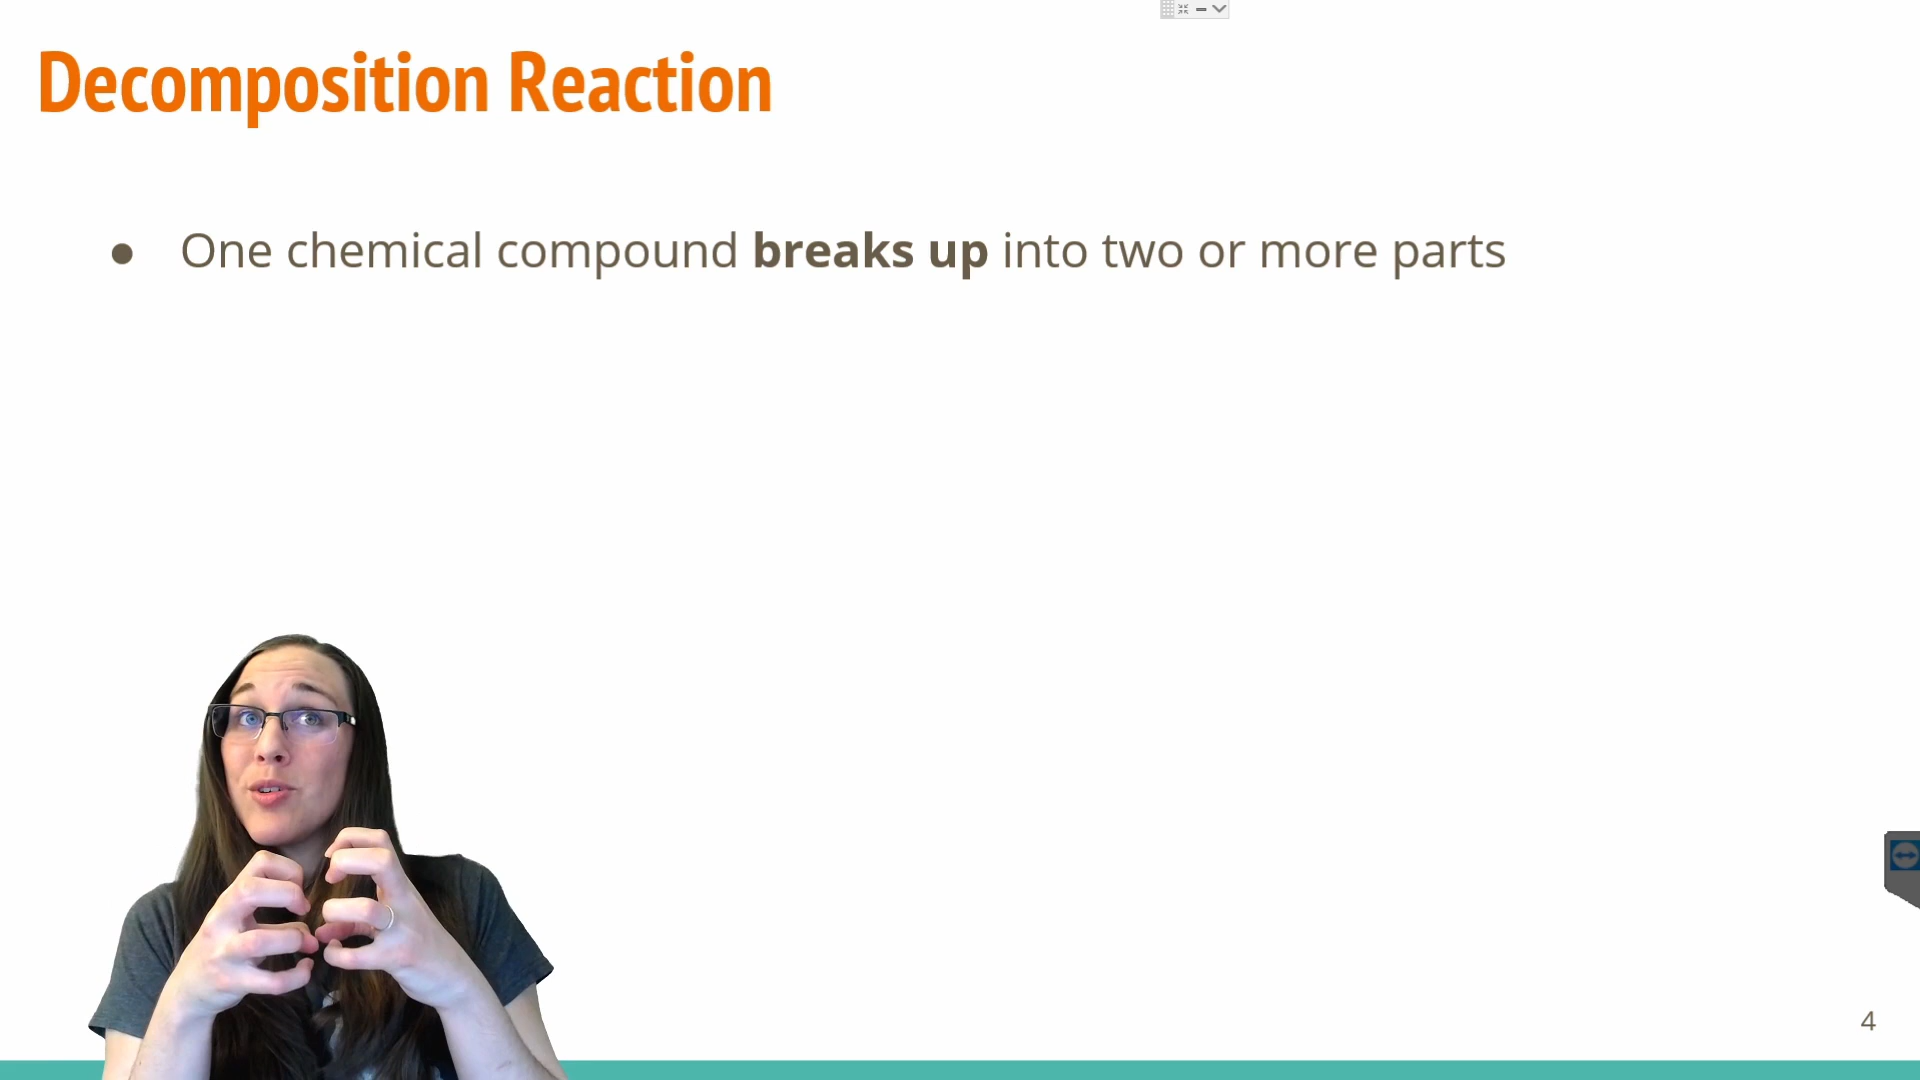 Decomposition Reaction
● One chemical compound breaks up into two or more parts
4